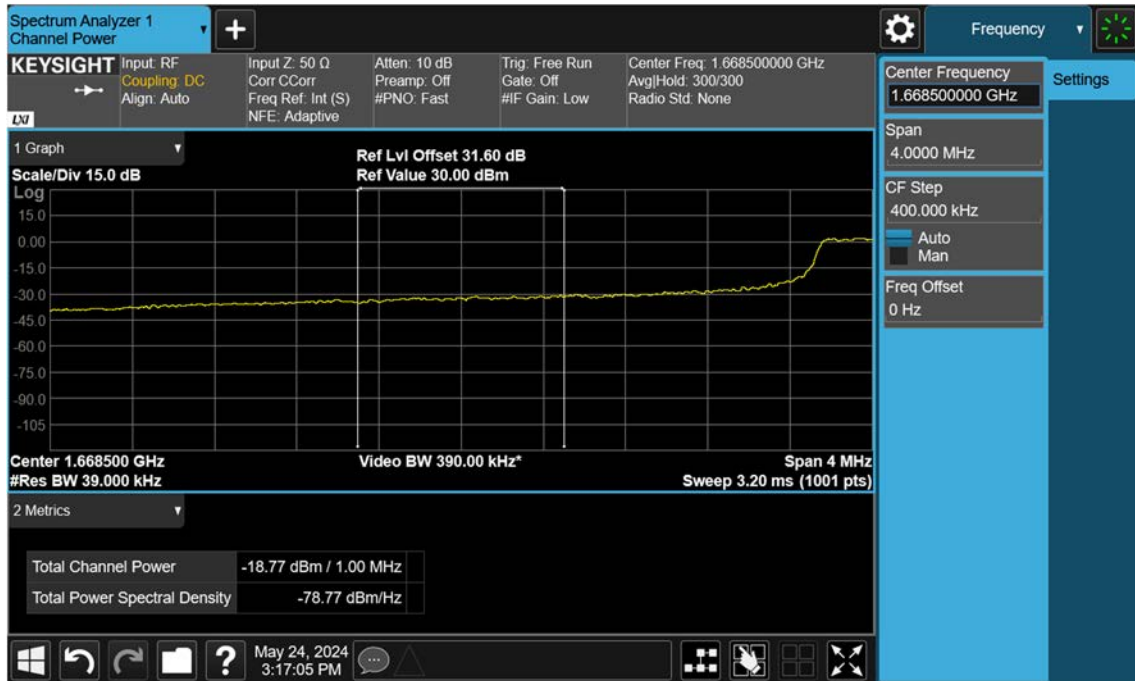 Spectrum Analyzer 1
Channel Power
Frequency
KEYSIGHT
LXI
Input: RF
Coupling: DC
Align: Auto
Input Z: 50 Ω
Corr CCorr
Freq Ref: Int (S)
NFE: Adaptive
Atten: 10 dB
Preamp: Off
#PNO: Fast
Trig: Free Run
Gate: Off
#IF Gain: Low
Center Freq: 1.668500000 GHz
Avg|Hold: 300/300
Radio Std: None
Center Frequency
1.668500000 GHz
Settings
Span
4.0000 MHz
CF Step
400.000 kHz
Auto
Man
Freq Offset
0 Hz
1 Graph
Scale/Div 15.0 dB
Ref Lvl Offset 31.60 dB
Ref Value 30.00 dBm
Log
15.0
0.00
-15.0
-30.0
-45.0
-60.0
-75.0
-90.0
-105
Center 1.668500 GHz
#Res BW 39.000 kHz
Video BW 390.00 kHz*
Span 4 MHz
Sweep 3.20 ms (1001 pts)
2 Metrics
Total Channel Power -18.77 dBm / 1.00 MHz
Total Power Spectral Density -78.77 dBm/Hz
May 24, 2024
3:17:05 PM